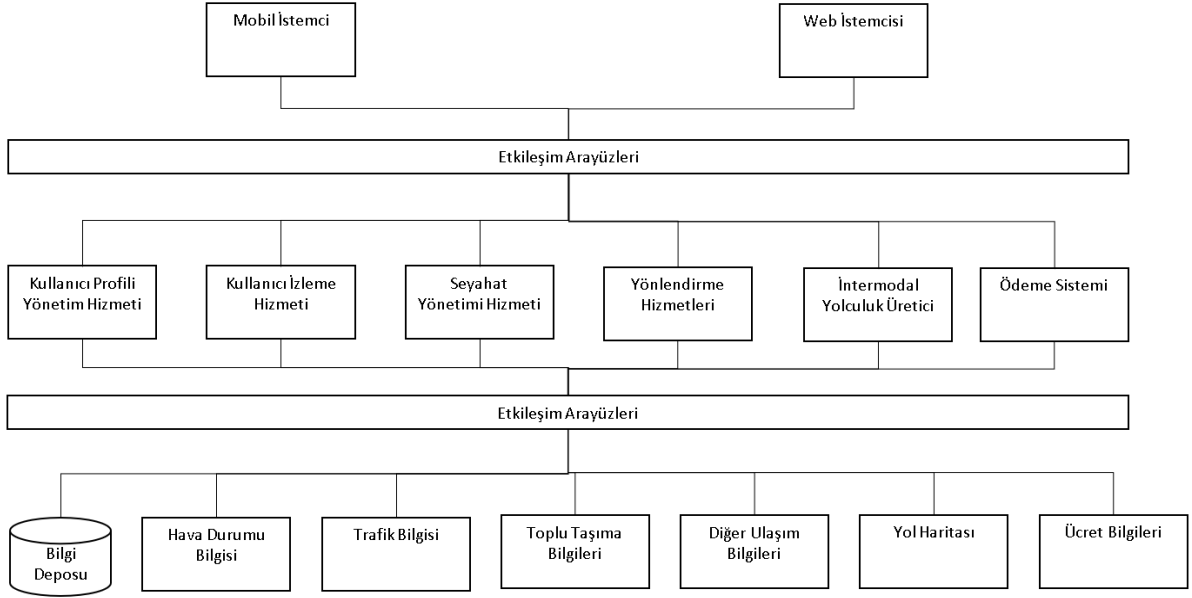 Mobil İstemci
Web İstemcisi
Etkileşim Arayüzleri
Kullanıcı Profili
Yönetim Hizmeti
Kullanıcı İzleme
Hizmeti
Seyahat
Yönetimi Hizmeti
Yönlendirme
Hizmetleri
İntermodal
Yolculuk Üretici
Ödeme Sistemi
Etkileşim Arayüzleri
Bilgi
Deposu
Hava Durumu
Bilgisi
Trafik Bilgisi
Toplu Taşıma
Bilgileri
Diğer Ulaşım
Bilgileri
Yol Haritası
Ücret Bilgileri